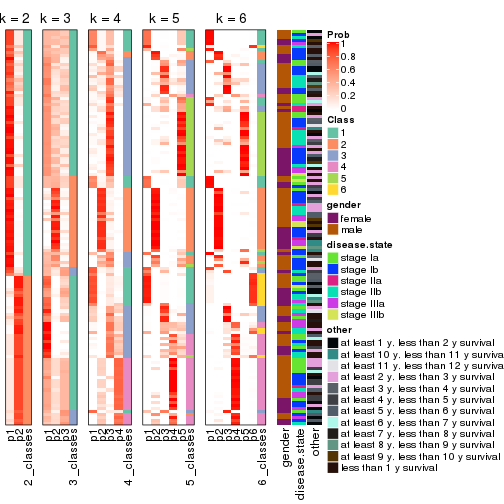 k = 2
k = 3
k = 4
k = 5
k = 6
Prob
1
0.8
0.6
0.4
0.2
0
Class
1
2
3
4
5
6
gender
female
male
disease.state
stage Ia
stage Ib
stage IIa
stage IIb
stage IIIa
stage IIIb
other
at least 1 y. less than 2 y survival
at least 10 y. less than 11 y survival
at least 11 y. less than 12 y survival
at least 2 y. less than 3 y survival
at least 3 y. less than 4 y survival
at least 4 y. less than 5 y survival
at least 5 y. less than 6 y survival
at least 6 y. less than 7 y survival
at least 7 y. less than 8 y survival
at least 8 y. less than 9 y survival
at least 9 y. less than 10 y survival
less than 1 y survival
p1
p2
2_classes
p1
p2
p3
3_classes
p1
p2
p3
p4
4_classes
p1
p2
p3
p4
5_classes
p1
p2
p3
p4
6_classes
gender
disease.state
other